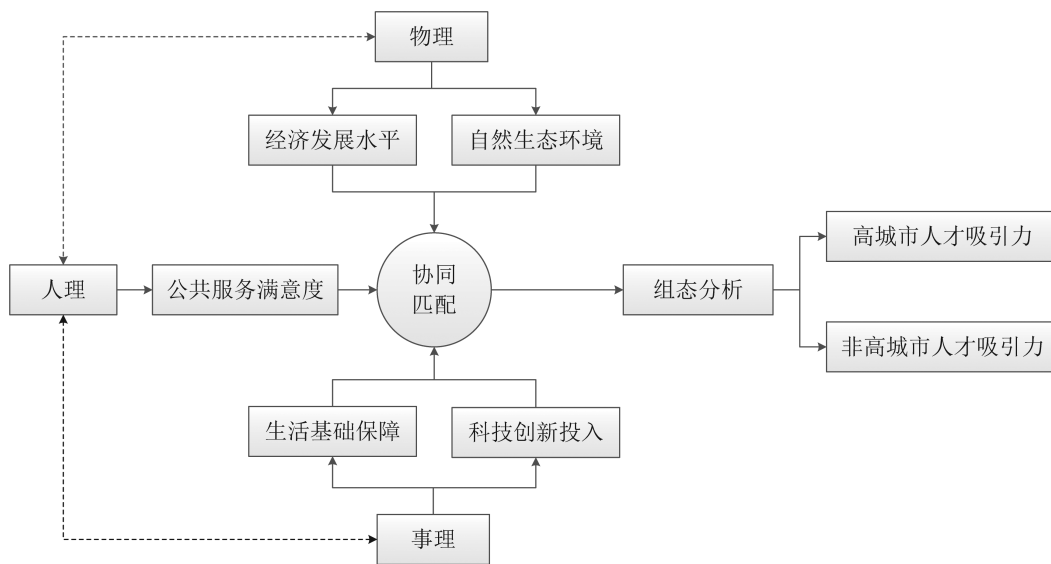 物理
经济发展水平
自然生态环境
高城市人才吸引力
人理
公共服务满意度
协同
匹配
组态分析
非高城市人才吸引力
生活基础保障
科技创新投入
事理